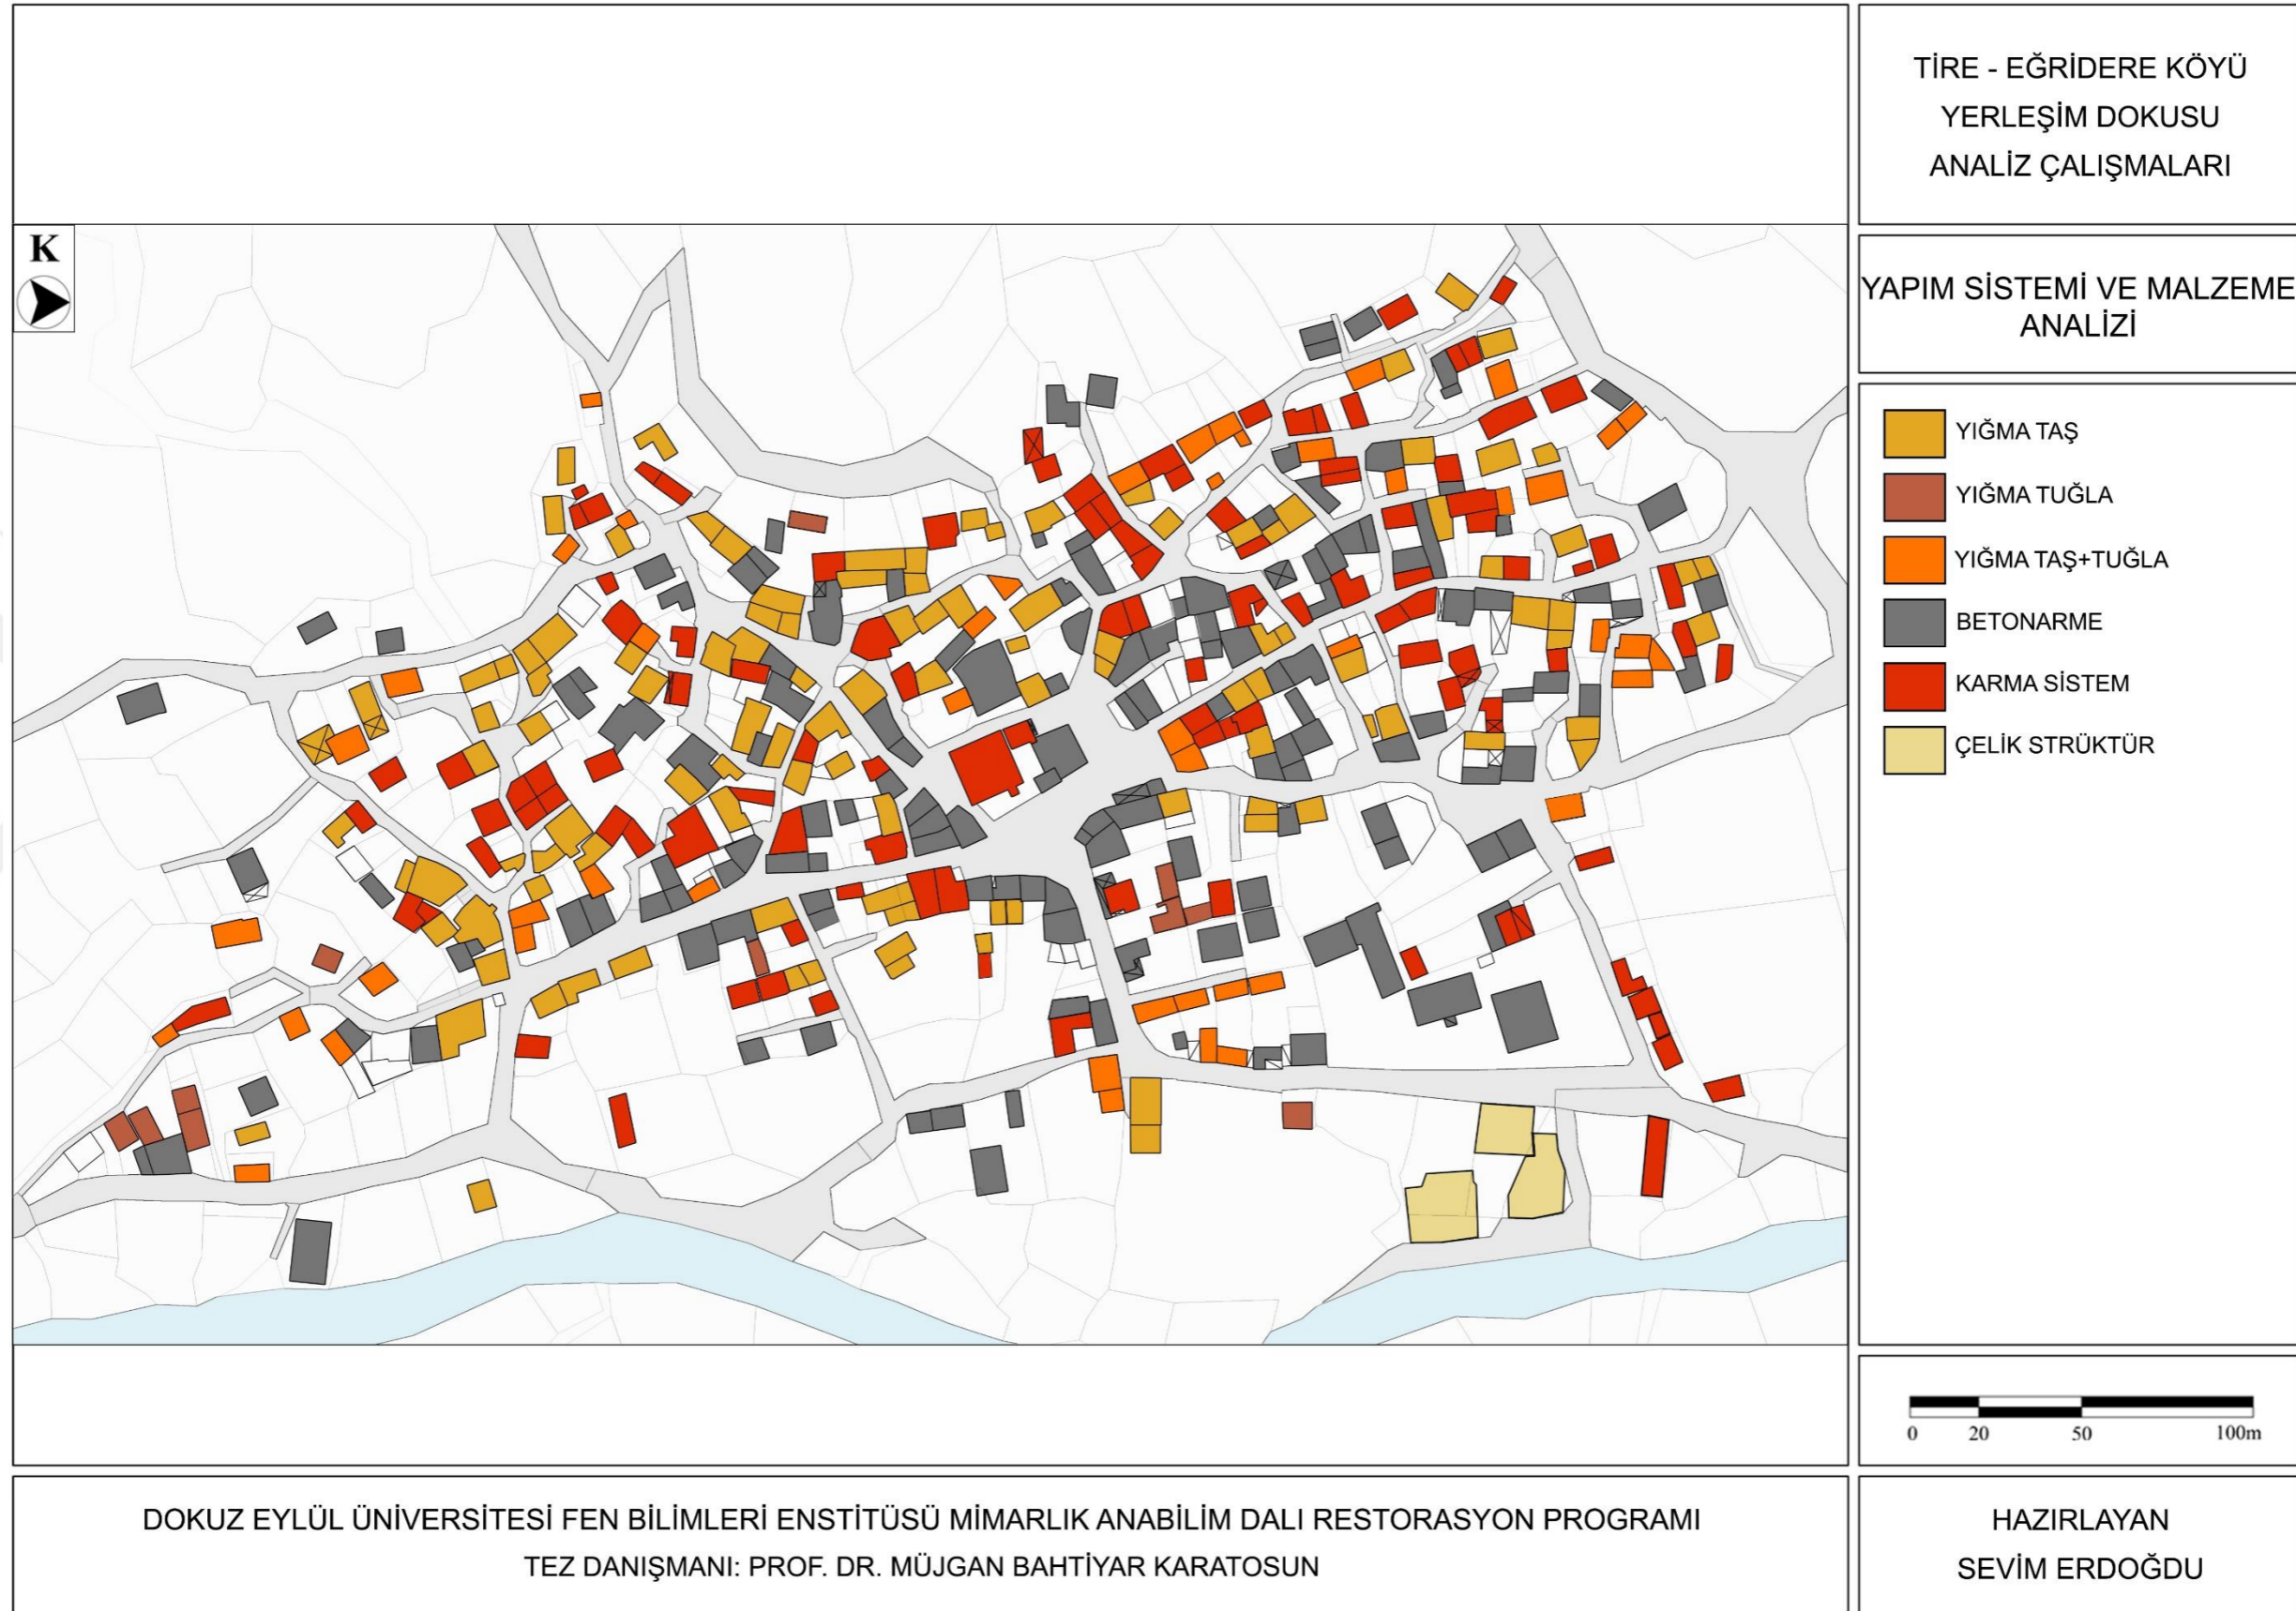 TİRE - EĞRİDERE KÖYÜ
YERLEŞİM DOKUSU
ANALİZ ÇALIŞMALARI
K
YAPIM SİSTEMİ VE MALZEME
ANALİZİ
YIĞMA TAŞ
YIĞMA TUĞLA
YIĞMA TAŞ+TUĞLA
BETONARME
KARMA SİSTEM
ÇELİK STRÜKTÜR
0 20 50 100m
DOKUZ EYLÜL ÜNİVERSİTESİ FEN BİLİMLERİ ENSTİTÜSÜ MİMARLIK ANABİLİM DALI RESTORASYON PROGRAMI
TEZ DANIŞMANI: PROF. DR. MÜJGAN BAHTİYAR KARATOSUN
HAZIRLAYAN
SEVİM ERDOĞDU